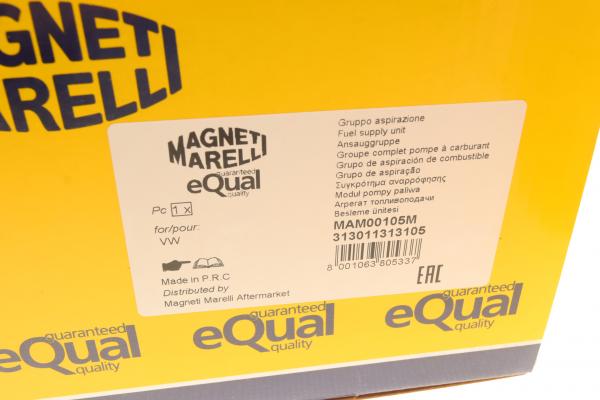 AGNETI
MARELLI
MAGNETI
MARELLI
guaranteed
eQual
quality
Pc 1 x
for/pour:
VW
Made in P.R.C
Distributed by
Magneti Marelli Aftermarket
Gruppo aspirazione
Fuel supply unit
Ansauggruppe
Groupe complet pompe à carburant
Grupo de aspiración de combustible
Grupo de aspiração
Συγκρότημα αναρρόφησης
Moduł pompy paliwa
Агрегат топливоподачи
Besleme ünitesi
MAM00105M
313011313105
8 001063 805337
EAC
guaranteed
eQual
quality
guaranteed
eQual
quality
guaranteed
eQual
quality